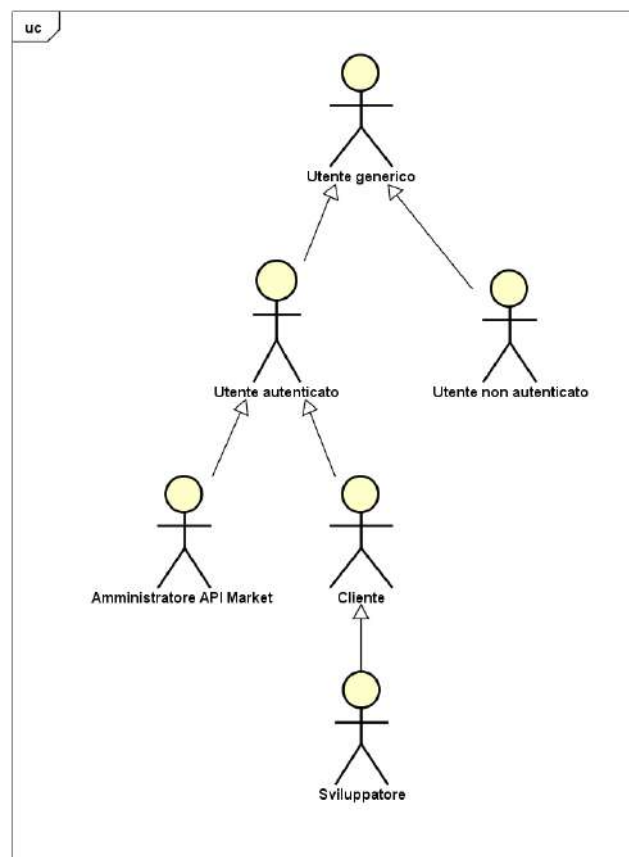 uc
Utente generico
Utente autenticato
Utente non autenticato
Amministratore API Market
Cliente
Sviluppatore